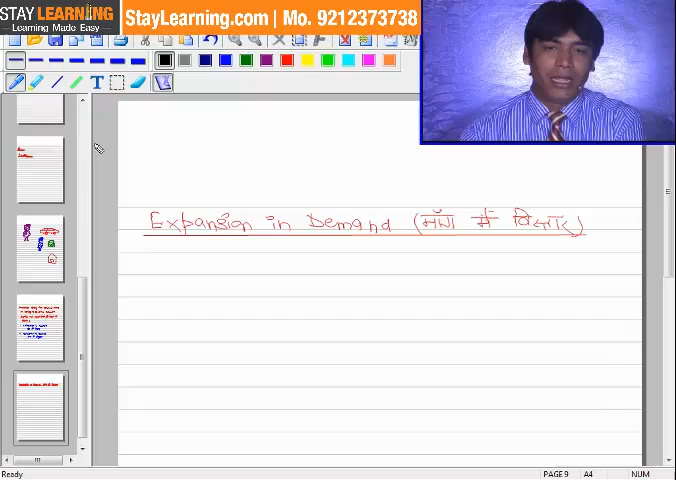 STAY LEARNING
Learning Made Easy
StayLearning.com | Mo. 9212373738
Expansion in Demand (माँग में विस्तार)
Ready
PAGE 9
A4
NUM